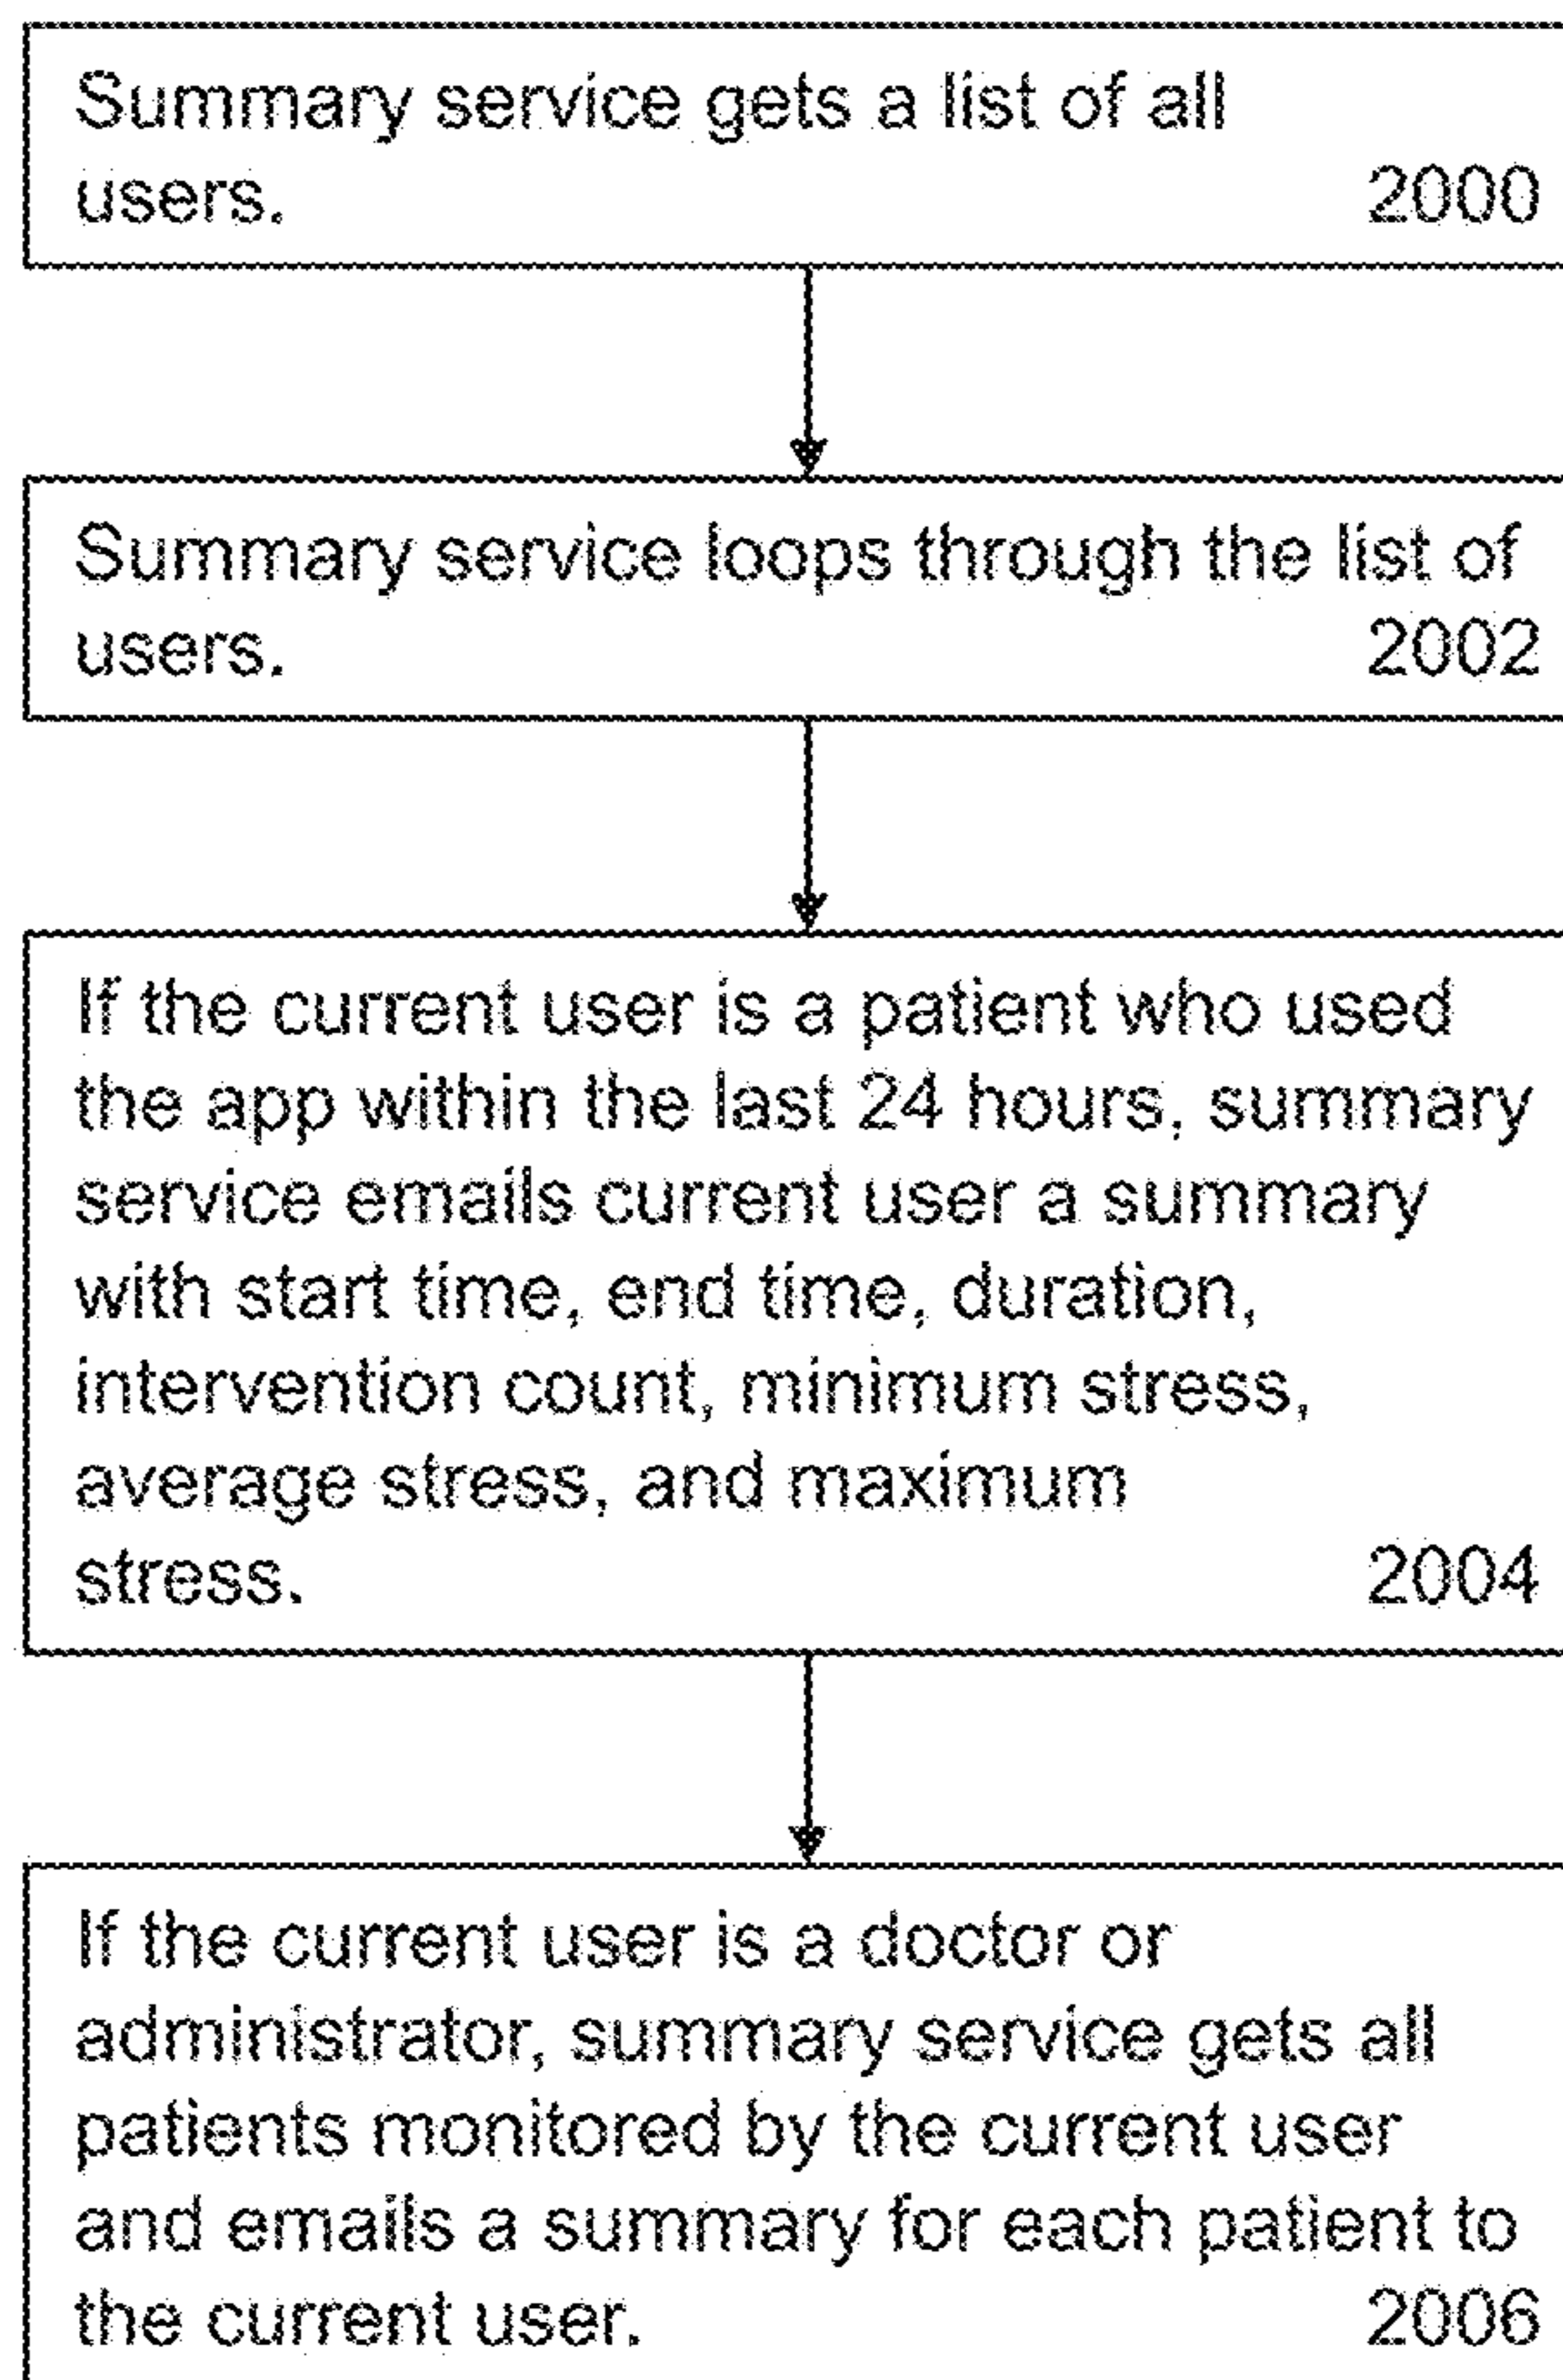 Summary service gets a list of all
users. 2000
Summary service loops through the list of
users. 2002
If the current user is a patient who used
the app within the last 24 hours, summary
service emails current user a summary
with start time, end time, duration,
intervention count, minimum stress,
average stress, and maximum
stress. 2004
If the current user is a doctor or
administrator, summary service gets all
patients monitored by the current user
and emails a summary for each patient to
the current user. 2006